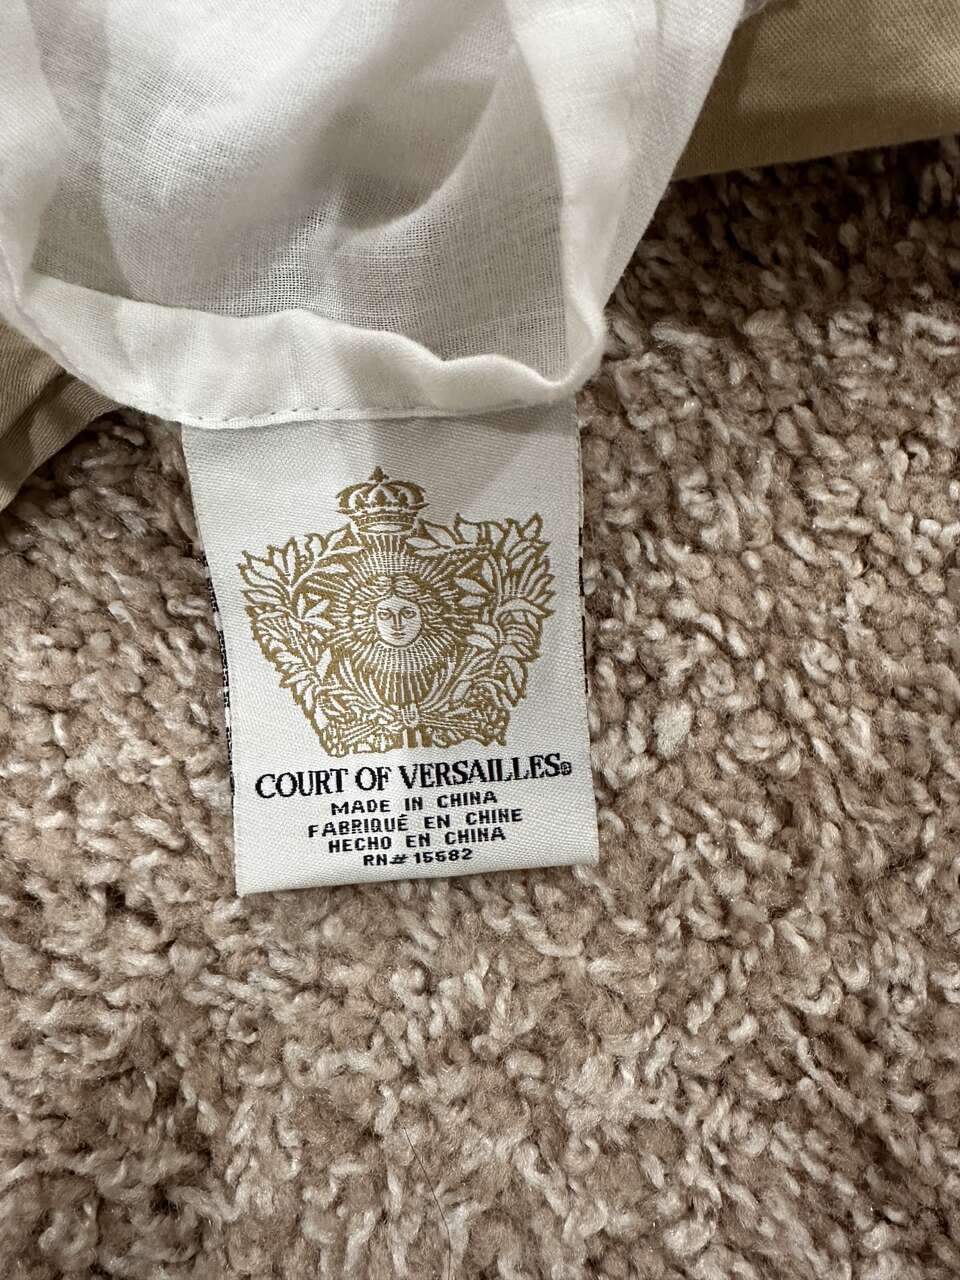 COURT OF VERSAILLES®
MADE IN CHINA
FABRIQUÉ EN CHINE
HECHO EN CHINA
RN# 15582